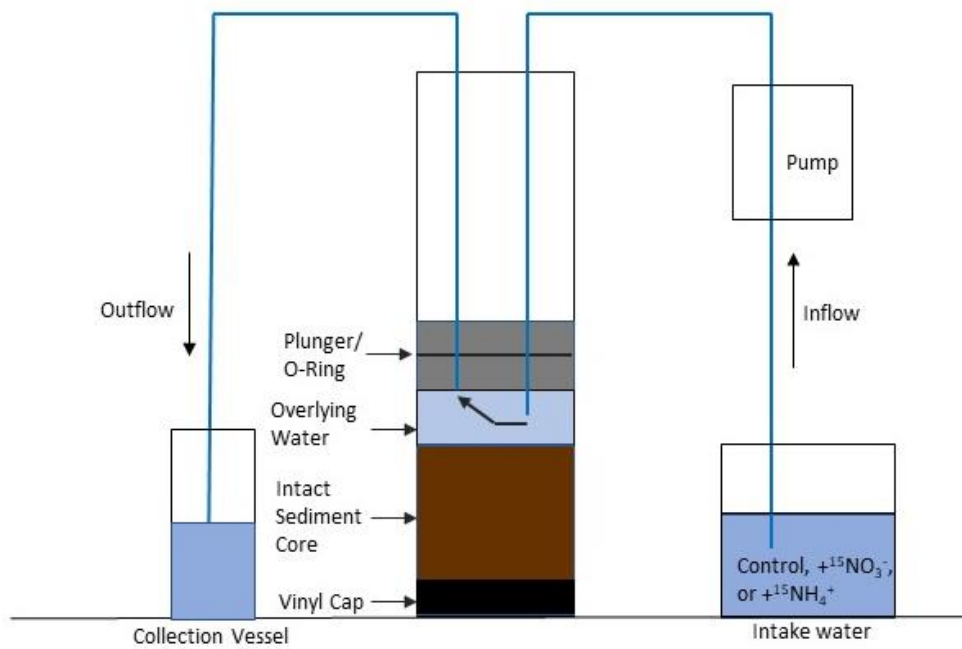 Pump
Outflow
Inflow
Plunger/
O-Ring
Overlying
Water
Intact
Sediment
Core
Vinyl Cap
Control, +¹⁵NO₃⁻,
or +¹⁵NH₄⁺
Collection Vessel
Intake water